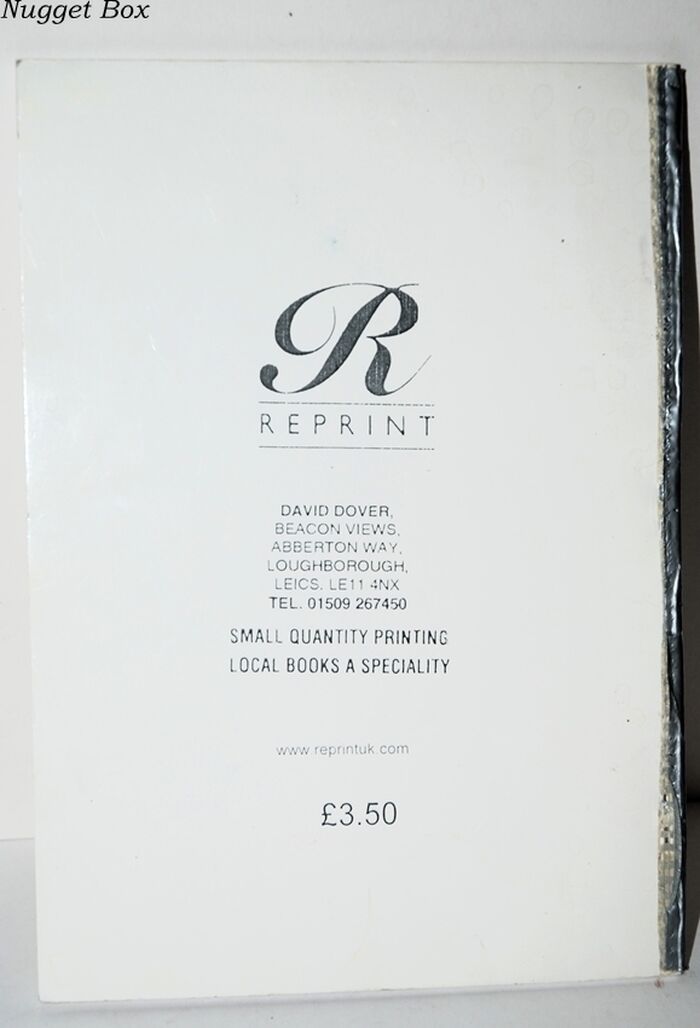 Nugget Box
R
REPRINT
DAVID DOVER,
BEACON VIEWS,
ABBERTON WAY,
LOUGHBOROUGH,
LEICS. LE11 4NX
TEL. 01509 267450
SMALL QUANTITY PRINTING
LOCAL BOOKS A SPECIALITY
www.reprintuk.com
£3.50